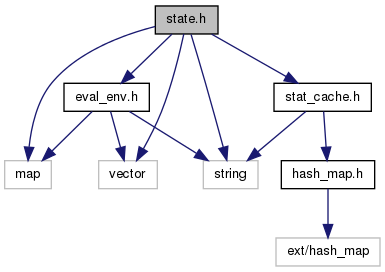 state.h
eval_env.h
stat_cache.h
map
vector
string
hash_map.h
ext/hash_map